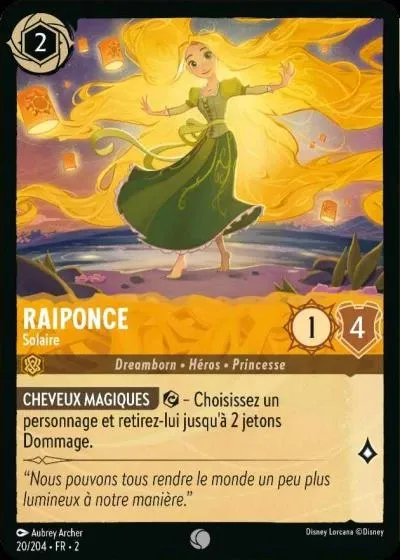 2
RAIPONCE
Solaire
1
4
Dreamborn • Héros • Princesse
CHEVEUX MAGIQUES – Choisissez un
personnage et retirez-lui jusqu'à 2 jetons
Dommage.
“Nous pouvons tous rendre le monde un peu plus
lumineux à notre manière.”
Aubrey Archer
Disney Lorcana ©Disney
20/204 • FR • 2